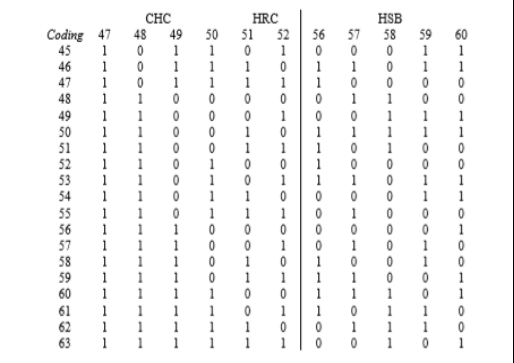 CHC HRC HSB
Coding 47 48 49 50 51 52 56 57 58 59 60
45 1 0 1 1 0 1 0 0 0 1 1
46 1 0 1 1 1 0 1 1 0 1 1
47 1 0 1 1 1 1 1 0 0 0 0
48 1 1 0 0 0 0 0 1 1 0 0
49 1 1 0 0 0 1 0 0 1 1 1
50 1 1 0 0 1 0 1 1 1 1 1
51 1 1 0 0 1 1 1 0 1 0 0
52 1 1 0 1 0 0 1 0 0 0 0
53 1 1 0 1 0 1 1 1 0 1 1
54 1 1 0 1 1 0 0 0 0 1 1
55 1 1 0 1 1 1 0 1 0 0 0
56 1 1 1 0 0 0 0 0 0 0 1
57 1 1 1 0 0 1 0 1 0 1 0
58 1 1 1 0 1 0 1 0 0 1 0
59 1 1 1 0 1 1 1 1 0 0 1
60 1 1 1 1 0 0 1 1 1 0 1
61 1 1 1 1 0 1 1 0 1 1 0
62 1 1 1 1 1 0 0 1 1 1 0
63 1 1 1 1 1 1 0 0 1 0 1